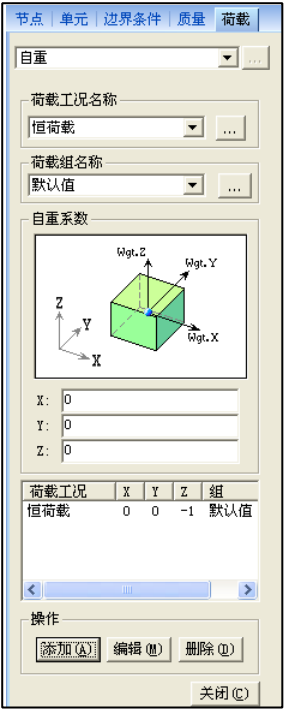 节点 单元 边界条件 质量 荷载
自重 ...
荷载工况名称
恒荷载 ...
荷载组名称
默认值 ...
自重系数
Wgt.Z
Wgt.Y
Z
Y
Wgt.X
X
X: 0
Y: 0
Z: 0
荷载工况 X Y Z 组
恒荷载 0 0 -1 默认值
操作
添加(A) 编辑(M) 删除(D)
关闭(C)